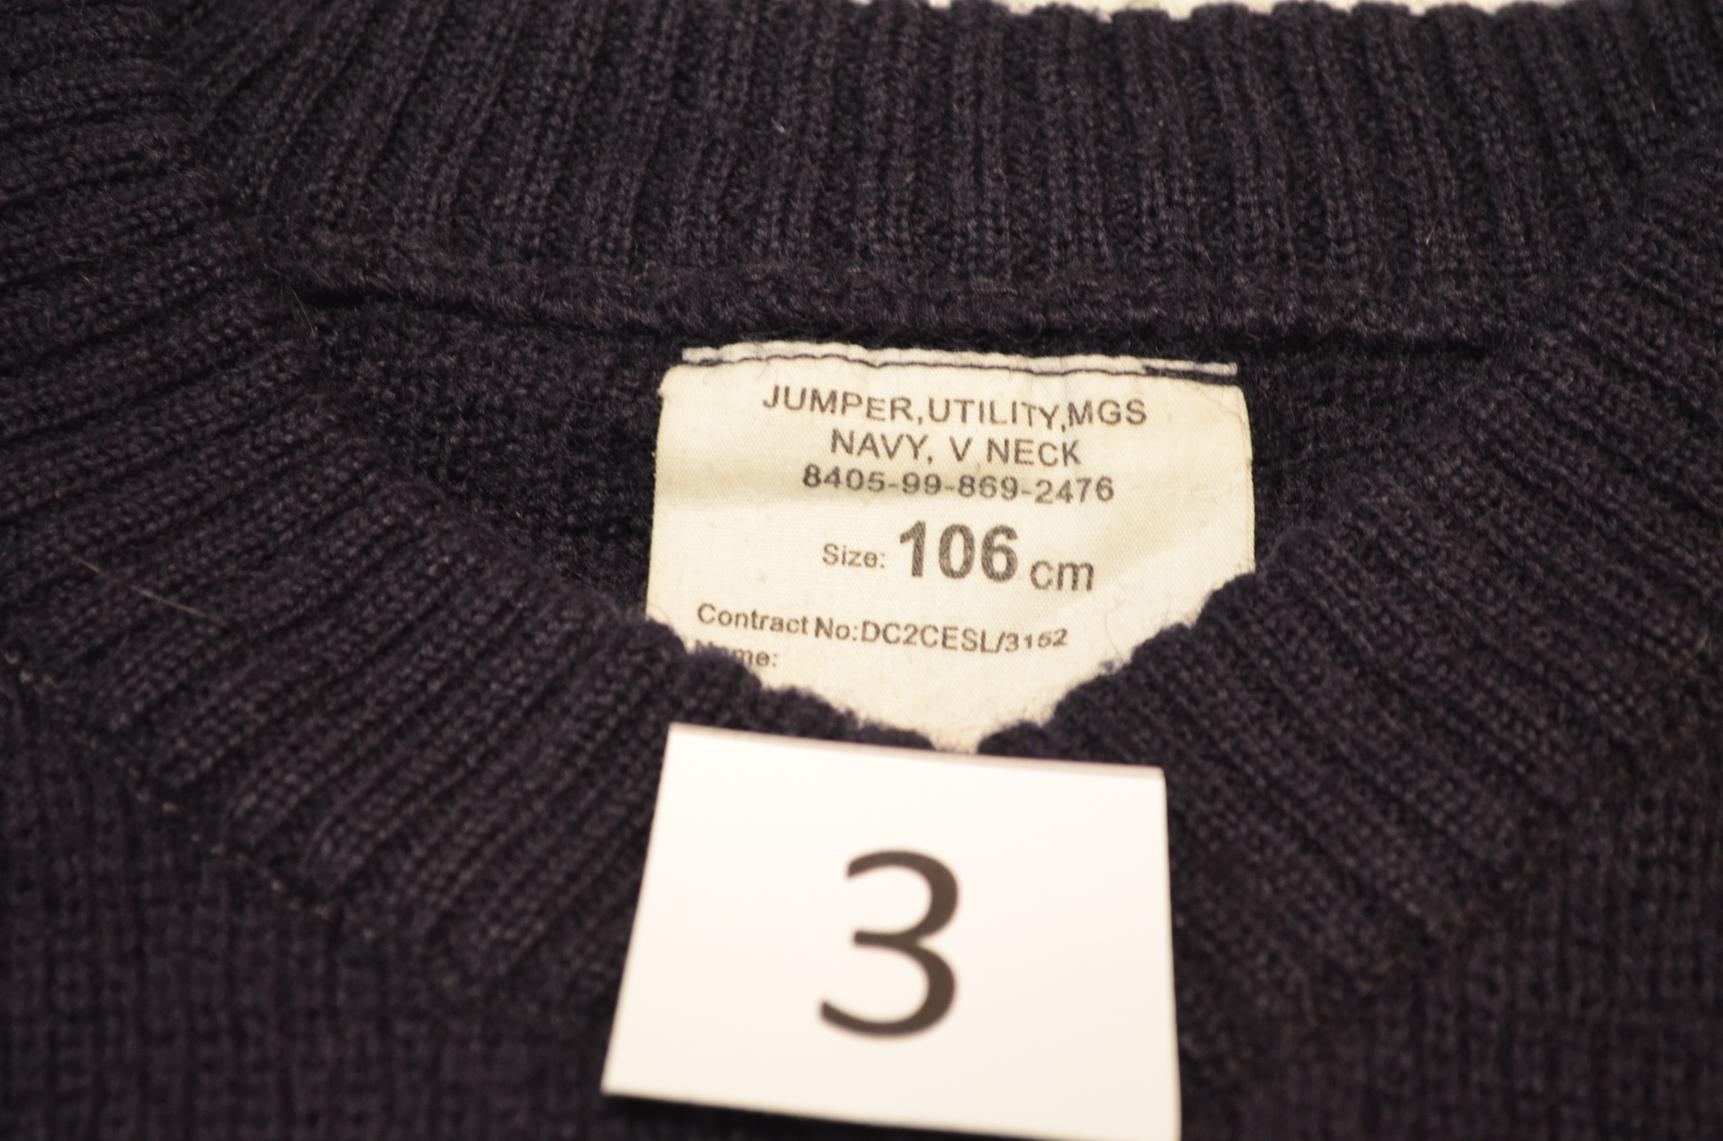 JUMPER,UTILITY,MGS
NAVY, V NECK
8405-99-869-2476
Size: 106 cm
Contract No:DC2CESL/3152
3